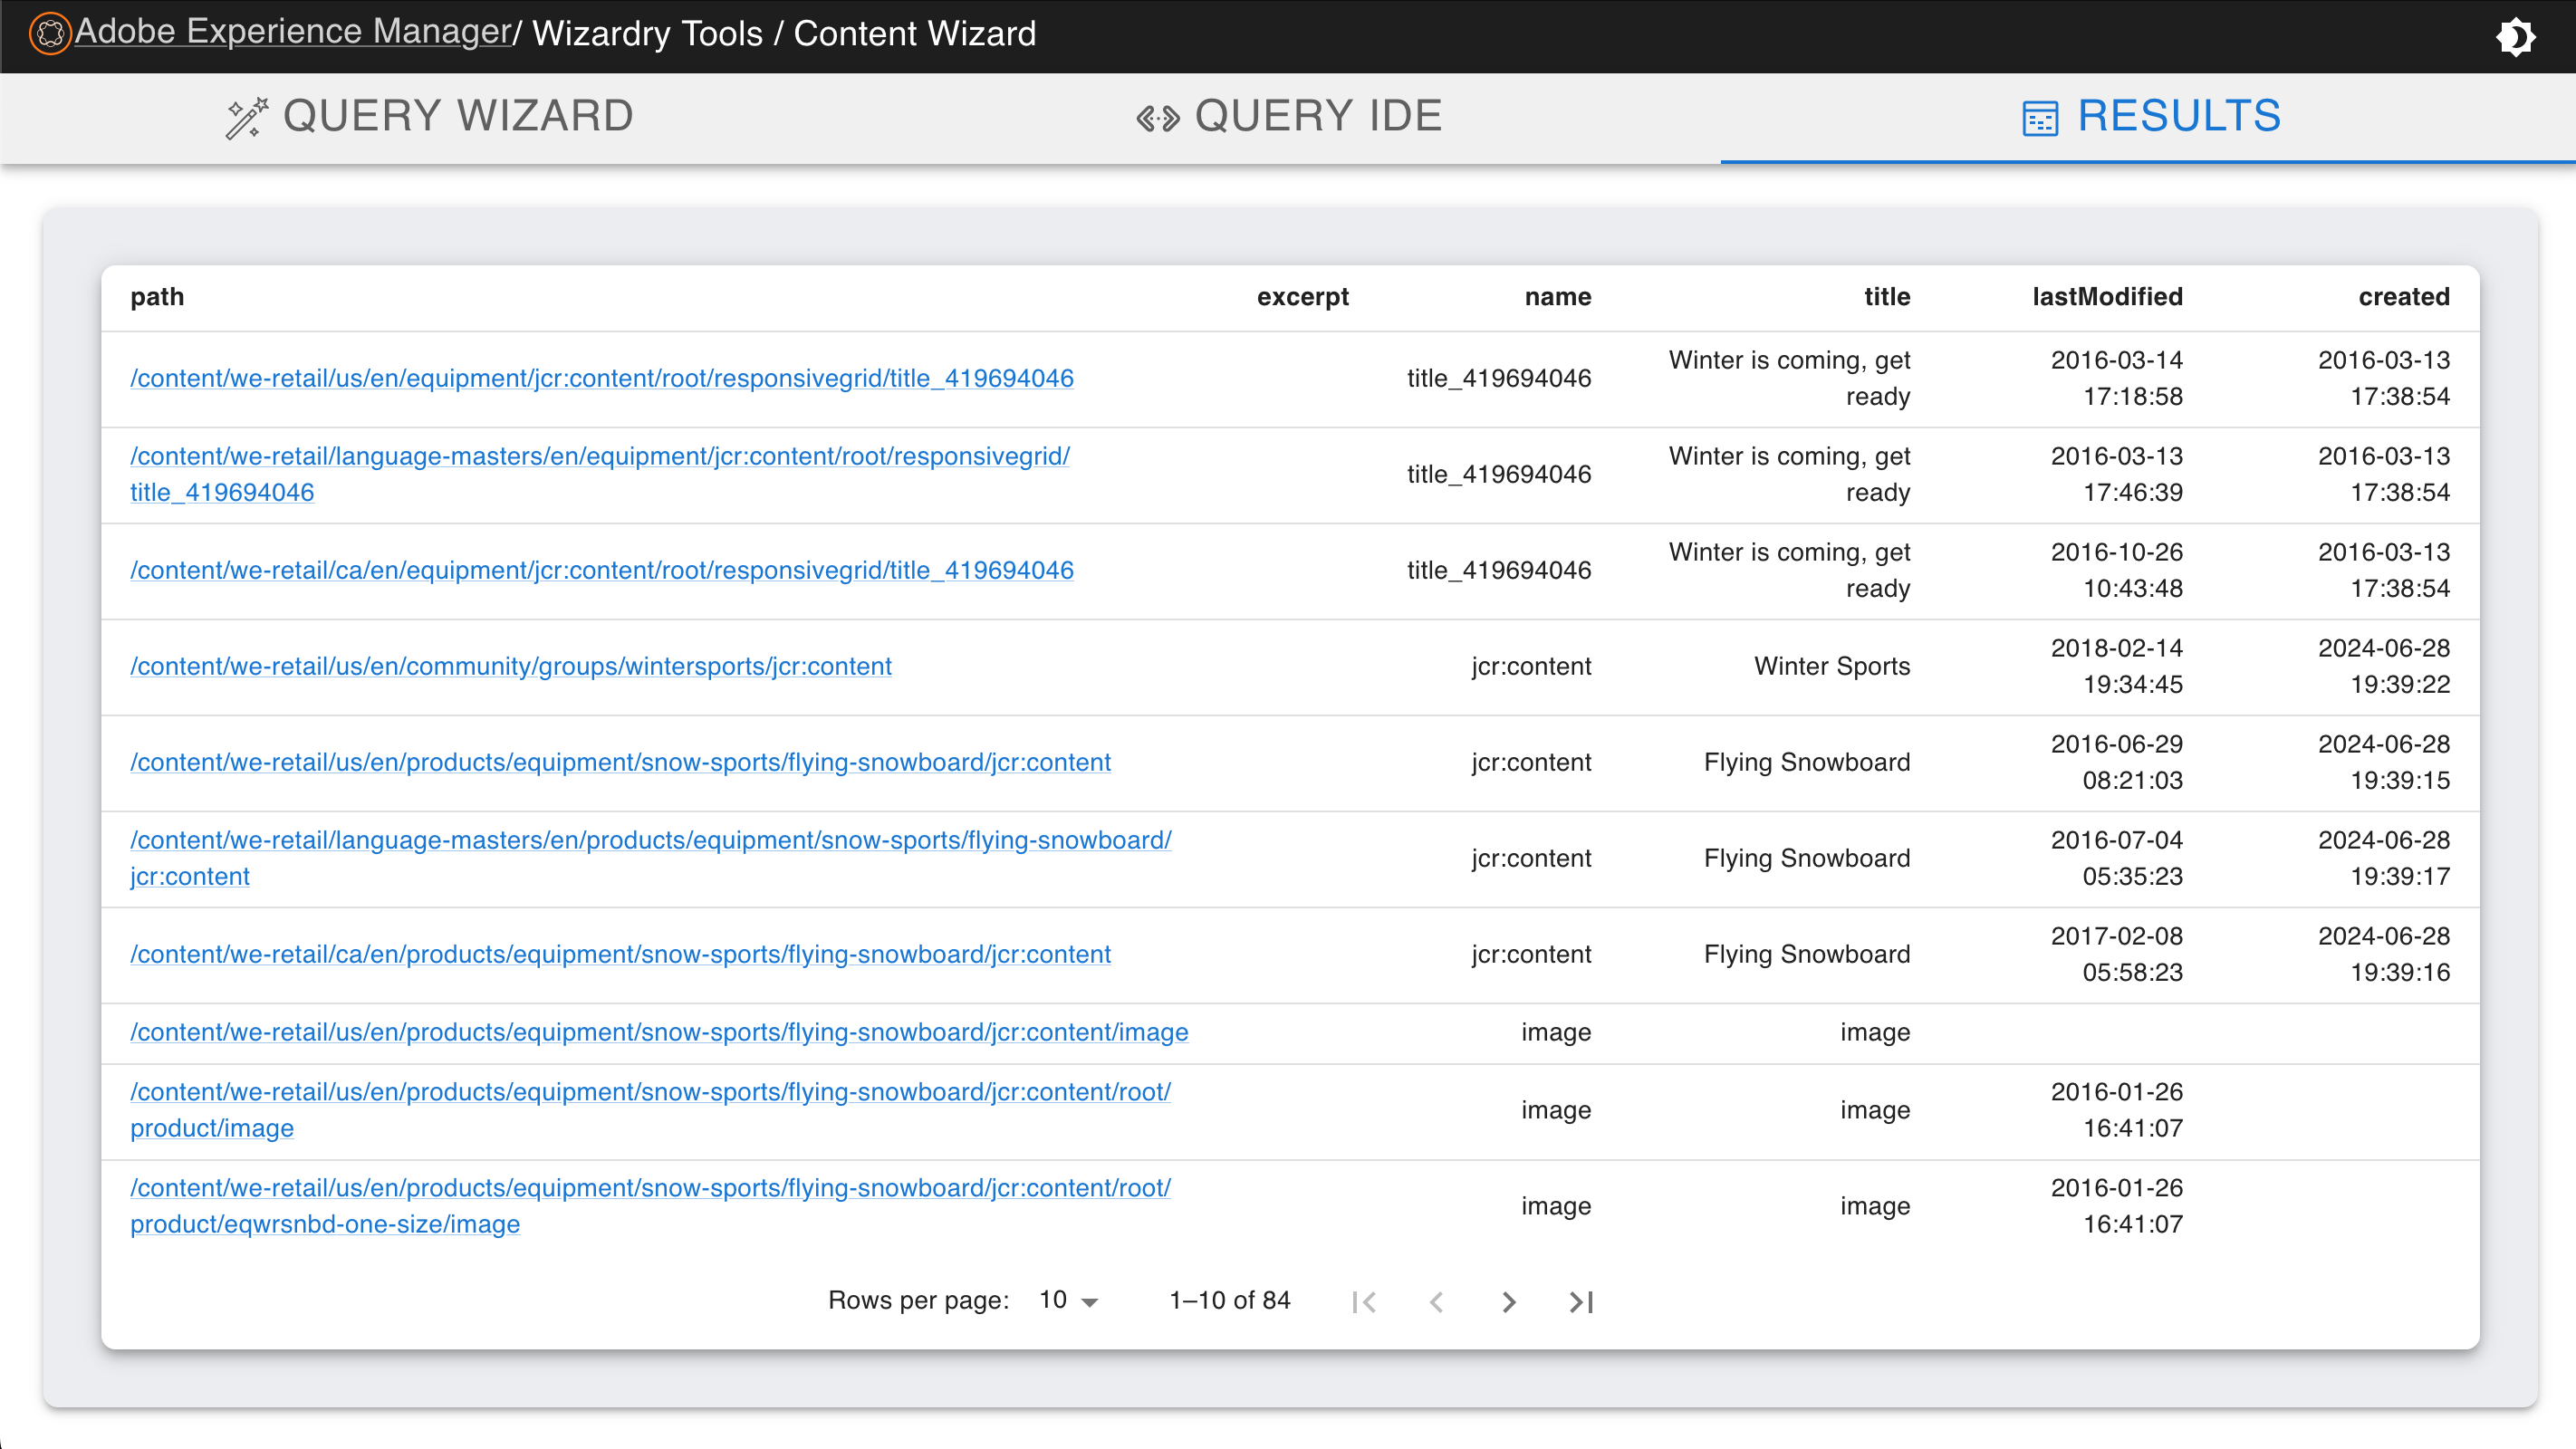 Adobe Experience Manager/ Wizardry Tools / Content Wizard
QUERY WIZARD
QUERY IDE
RESULTS
path excerpt name title lastModified created
/content/we-retail/us/en/equipment/jcr:content/root/responsivegrid/title_419694046 title_419694046 Winter is coming, get 2016-03-14 2016-03-13
ready 17:18:58 17:38:54
/content/we-retail/language-masters/en/equipment/jcr:content/root/responsivegrid/ title_419694046 Winter is coming, get 2016-03-13 2016-03-13
title_419694046 ready 17:46:39 17:38:54
/content/we-retail/ca/en/equipment/jcr:content/root/responsivegrid/title_419694046 title_419694046 Winter is coming, get 2016-10-26 2016-03-13
ready 10:43:48 17:38:54
/content/we-retail/us/en/community/groups/wintersports/jcr:content jcr:content Winter Sports 2018-02-14 2024-06-28
19:34:45 19:39:22
/content/we-retail/us/en/products/equipment/snow-sports/flying-snowboard/jcr:content jcr:content Flying Snowboard 2016-06-29 2024-06-28
08:21:03 19:39:15
/content/we-retail/language-masters/en/products/equipment/snow-sports/flying-snowboard/ jcr:content Flying Snowboard 2016-07-04 2024-06-28
jcr:content 05:35:23 19:39:17
/content/we-retail/ca/en/products/equipment/snow-sports/flying-snowboard/jcr:content jcr:content Flying Snowboard 2017-02-08 2024-06-28
05:58:23 19:39:16
/content/we-retail/us/en/products/equipment/snow-sports/flying-snowboard/jcr:content/image image image
/content/we-retail/us/en/products/equipment/snow-sports/flying-snowboard/jcr:content/root/ image image 2016-01-26
product/image 16:41:07
/content/we-retail/us/en/products/equipment/snow-sports/flying-snowboard/jcr:content/root/ image image 2016-01-26
product/eqwrsnbd-one-size/image 16:41:07
Rows per page: 10 1–10 of 84